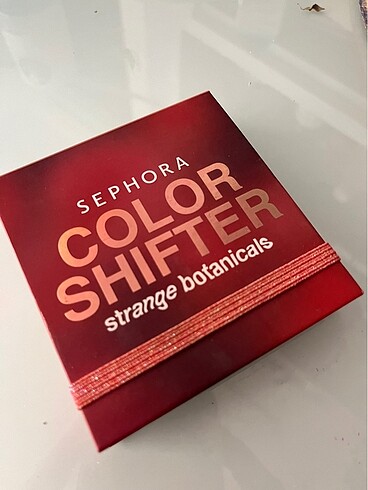 SEPHORA
COLOR
SHIFTER
strange botanicals